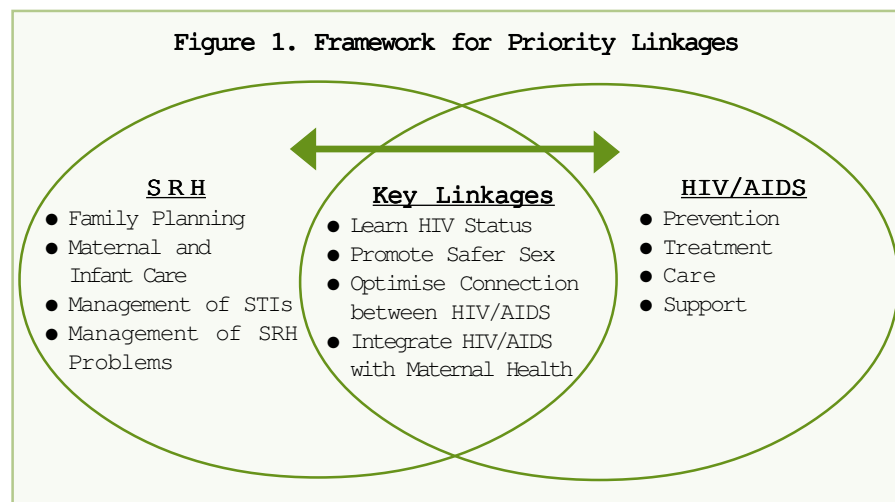 Figure 1. Framework for Priority Linkages
SRH
● Family Planning
● Maternal and
Infant Care
● Management of STIs
● Management of SRH
Problems
Key Linkages
● Learn HIV Status
● Promote Safer Sex
● Optimise Connection
between HIV/AIDS
● Integrate HIV/AIDS
with Maternal Health
HIV/AIDS
● Prevention
● Treatment
● Care
● Support